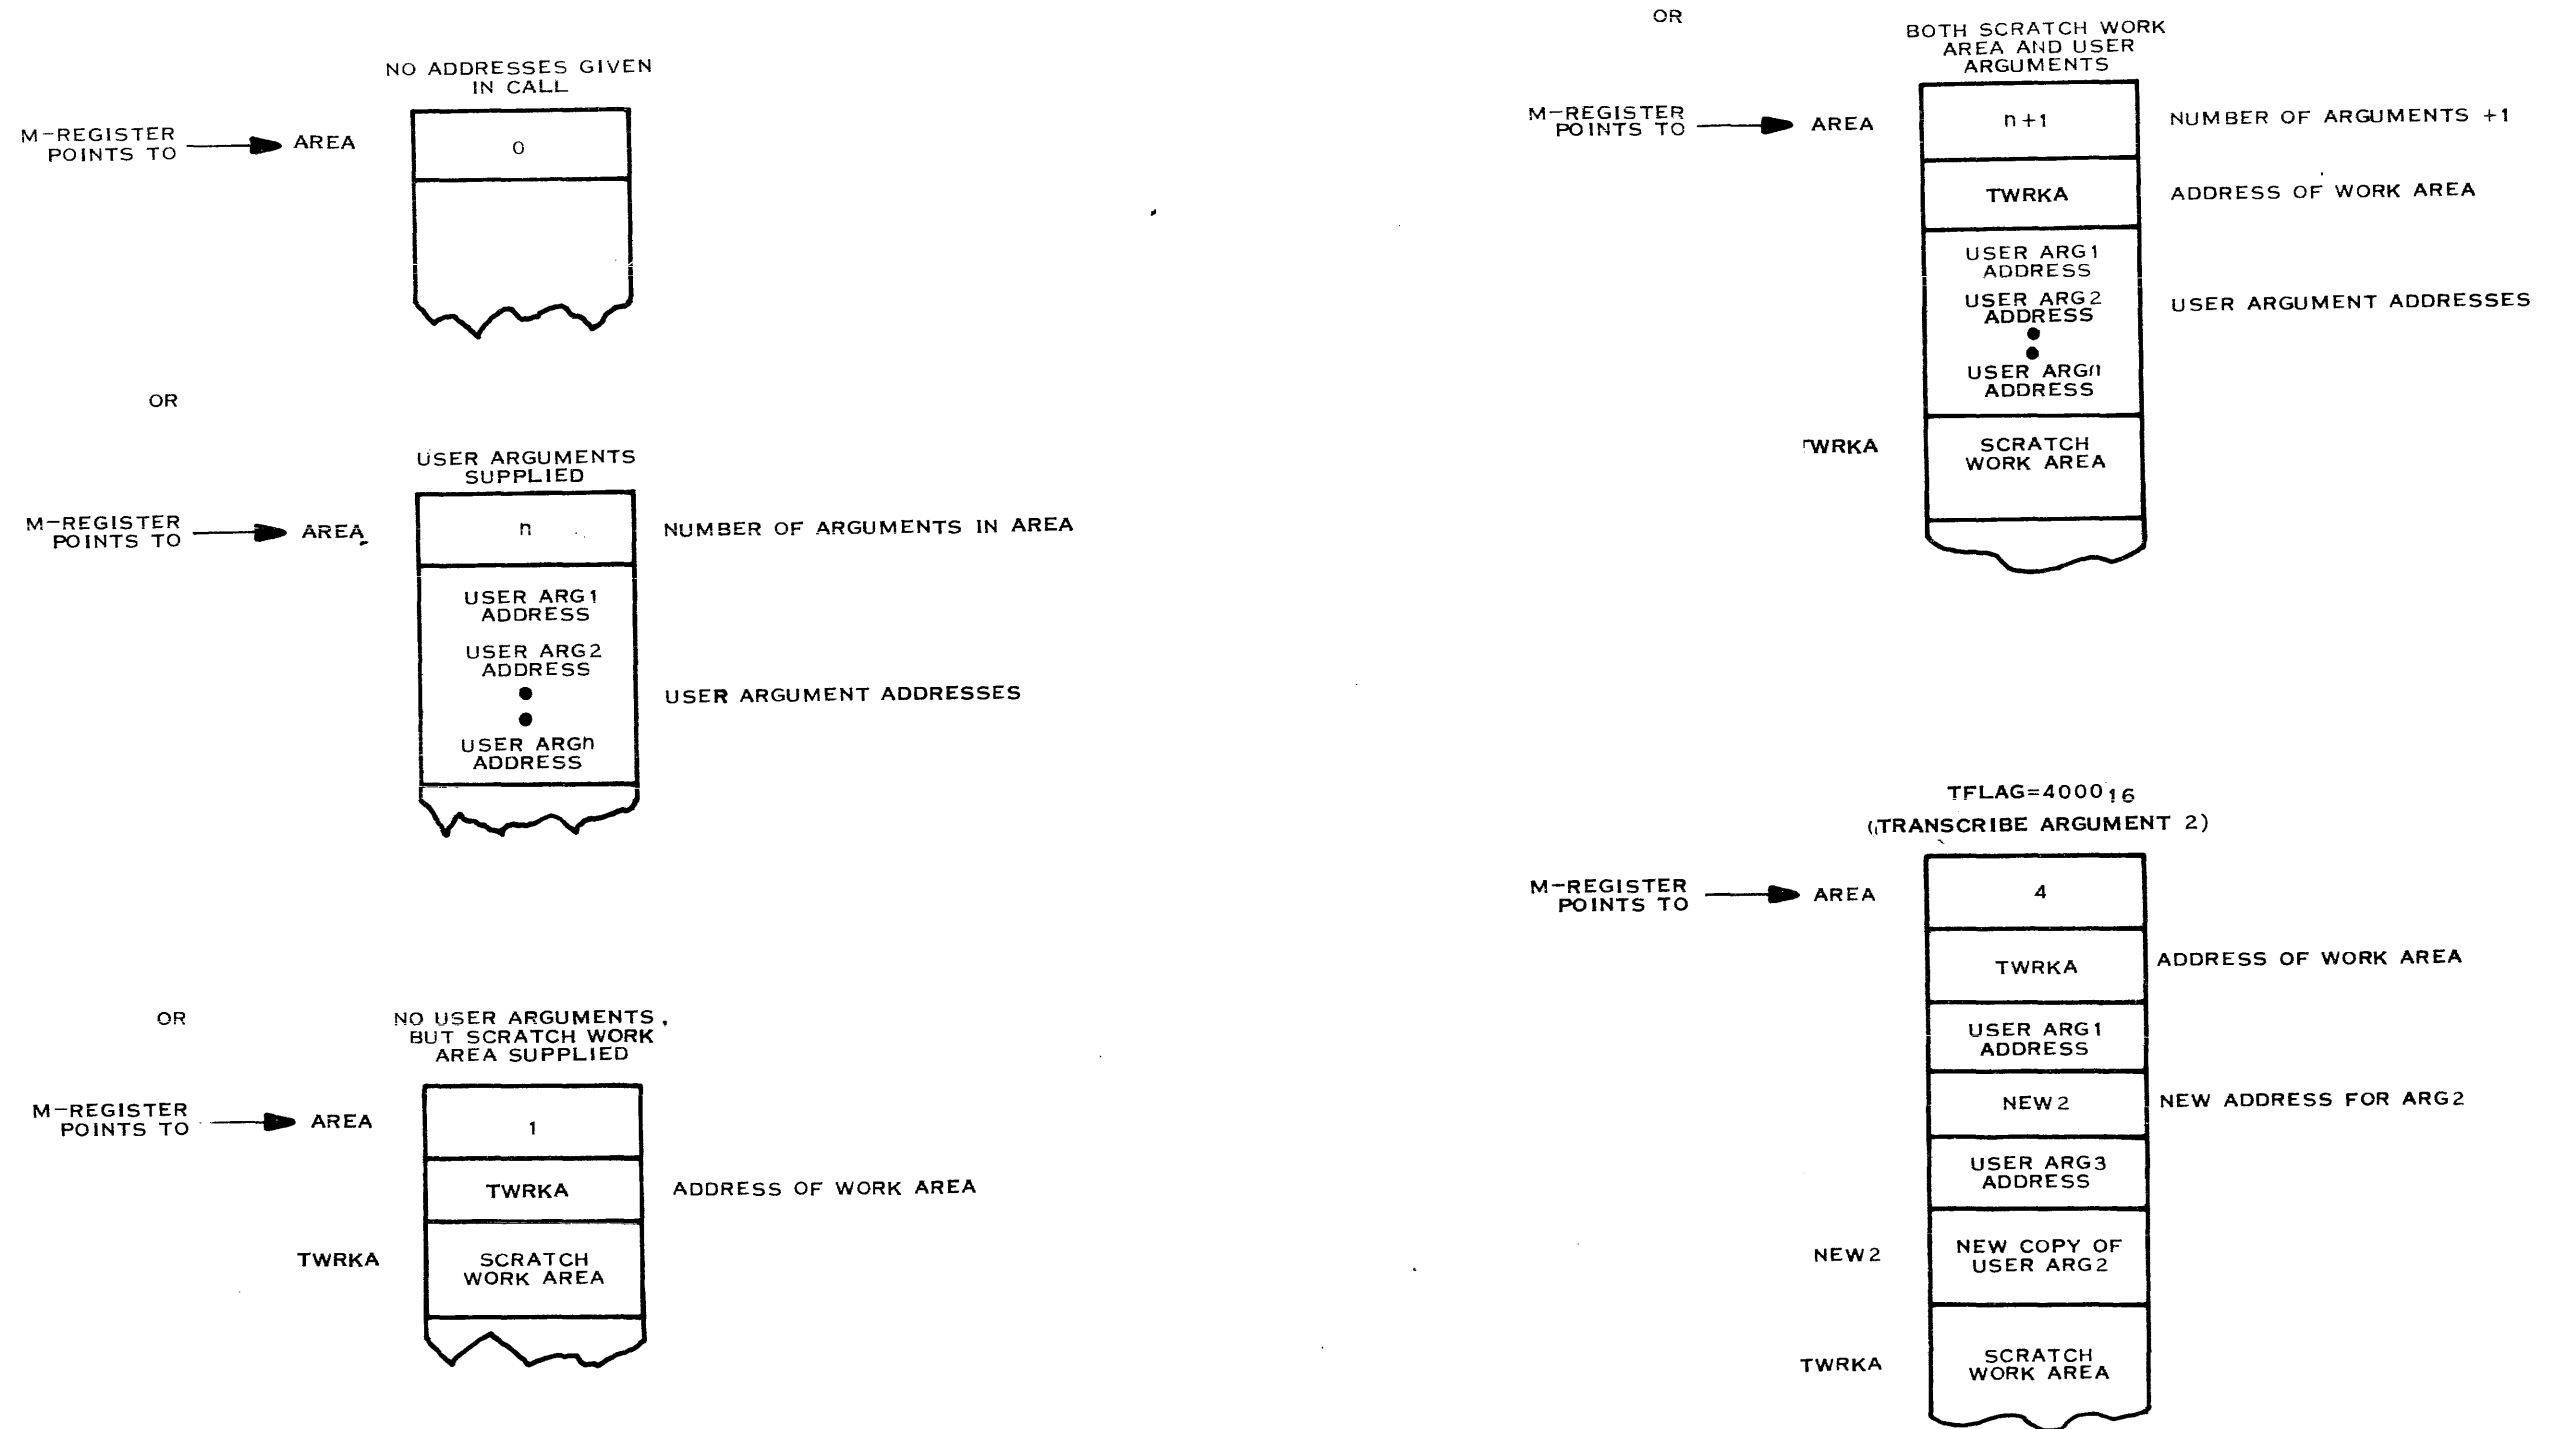 NO ADDRESSES GIVEN
IN CALL
M-REGISTER
POINTS TO
AREA
0
OR
USER ARGUMENTS
SUPPLIED
M-REGISTER
POINTS TO
AREA
n
NUMBER OF ARGUMENTS IN AREA
USER ARG1
ADDRESS
USER ARG2
ADDRESS
USER ARGn
ADDRESS
USER ARGUMENT ADDRESSES
OR
NO USER ARGUMENTS,
BUT SCRATCH WORK
AREA SUPPLIED
M-REGISTER
POINTS TO
AREA
1
TWRKA
ADDRESS OF WORK AREA
TWRKA
SCRATCH
WORK AREA
OR
BOTH SCRATCH WORK
AREA AND USER
ARGUMENTS
M-REGISTER
POINTS TO
AREA
n+1
NUMBER OF ARGUMENTS +1
TWRKA
ADDRESS OF WORK AREA
USER ARG1
ADDRESS
USER ARG2
ADDRESS
USER ARGn
ADDRESS
USER ARGUMENT ADDRESSES
TWRKA
SCRATCH
WORK AREA
TFLAG=4000₁₆
(TRANSCRIBE ARGUMENT 2)
M-REGISTER
POINTS TO
AREA
4
TWRKA
ADDRESS OF WORK AREA
USER ARG1
ADDRESS
NEW2
NEW ADDRESS FOR ARG2
USER ARG3
ADDRESS
NEW2
NEW COPY OF
USER ARG2
TWRKA
SCRATCH
WORK AREA